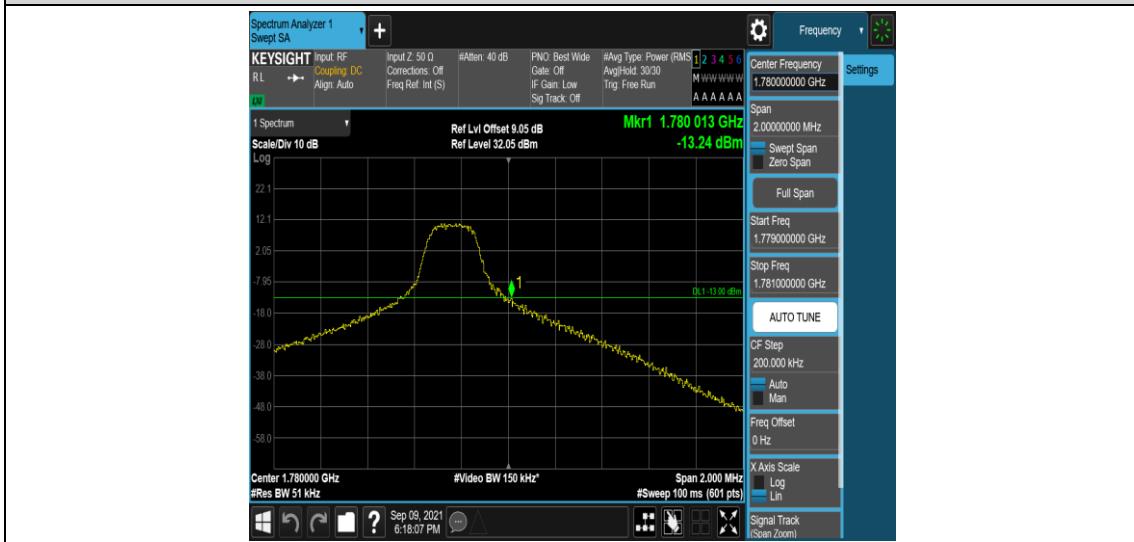 Spectrum Analyzer 1
Swept SA
+
Frequency
KEYSIGHT
RL
LXI
Input: RF
Coupling: DC
Align: Auto
Input Z: 50 Ω
Corrections: Off
Freq Ref: Int (S)
#Atten: 40 dB
PNO: Best Wide
Gate: Off
IF Gain: Low
Sig Track: Off
#Avg Type: Power (RMS
Avg|Hold: 30/30
Trig: Free Run
1 2 3 4 5 6
M W W W W W
A A A A A A
1 Spectrum
Scale/Div 10 dB
Log
Ref Lvl Offset 9.05 dB
Ref Level 32.05 dBm
Mkr1 1.780 013 GHz
-13.24 dBm
22.1
12.1
2.05
-7.95
-18.0
-28.0
-38.0
-48.0
-58.0
1
DL1 -13.00 dBm
Center 1.780000 GHz
#Res BW 51 kHz
#Video BW 150 kHz*
Span 2.000 MHz
#Sweep 100 ms (601 pts)
Center Frequency
1.780000000 GHz
Settings
Span
2.00000000 MHz
Swept Span
Zero Span
Full Span
Start Freq
1.779000000 GHz
Stop Freq
1.781000000 GHz
AUTO TUNE
CF Step
200.000 kHz
Auto
Man
Freq Offset
0 Hz
X Axis Scale
Log
Lin
Signal Track
(Span Zoom)
?
Sep 09, 2021
6:18:07 PM